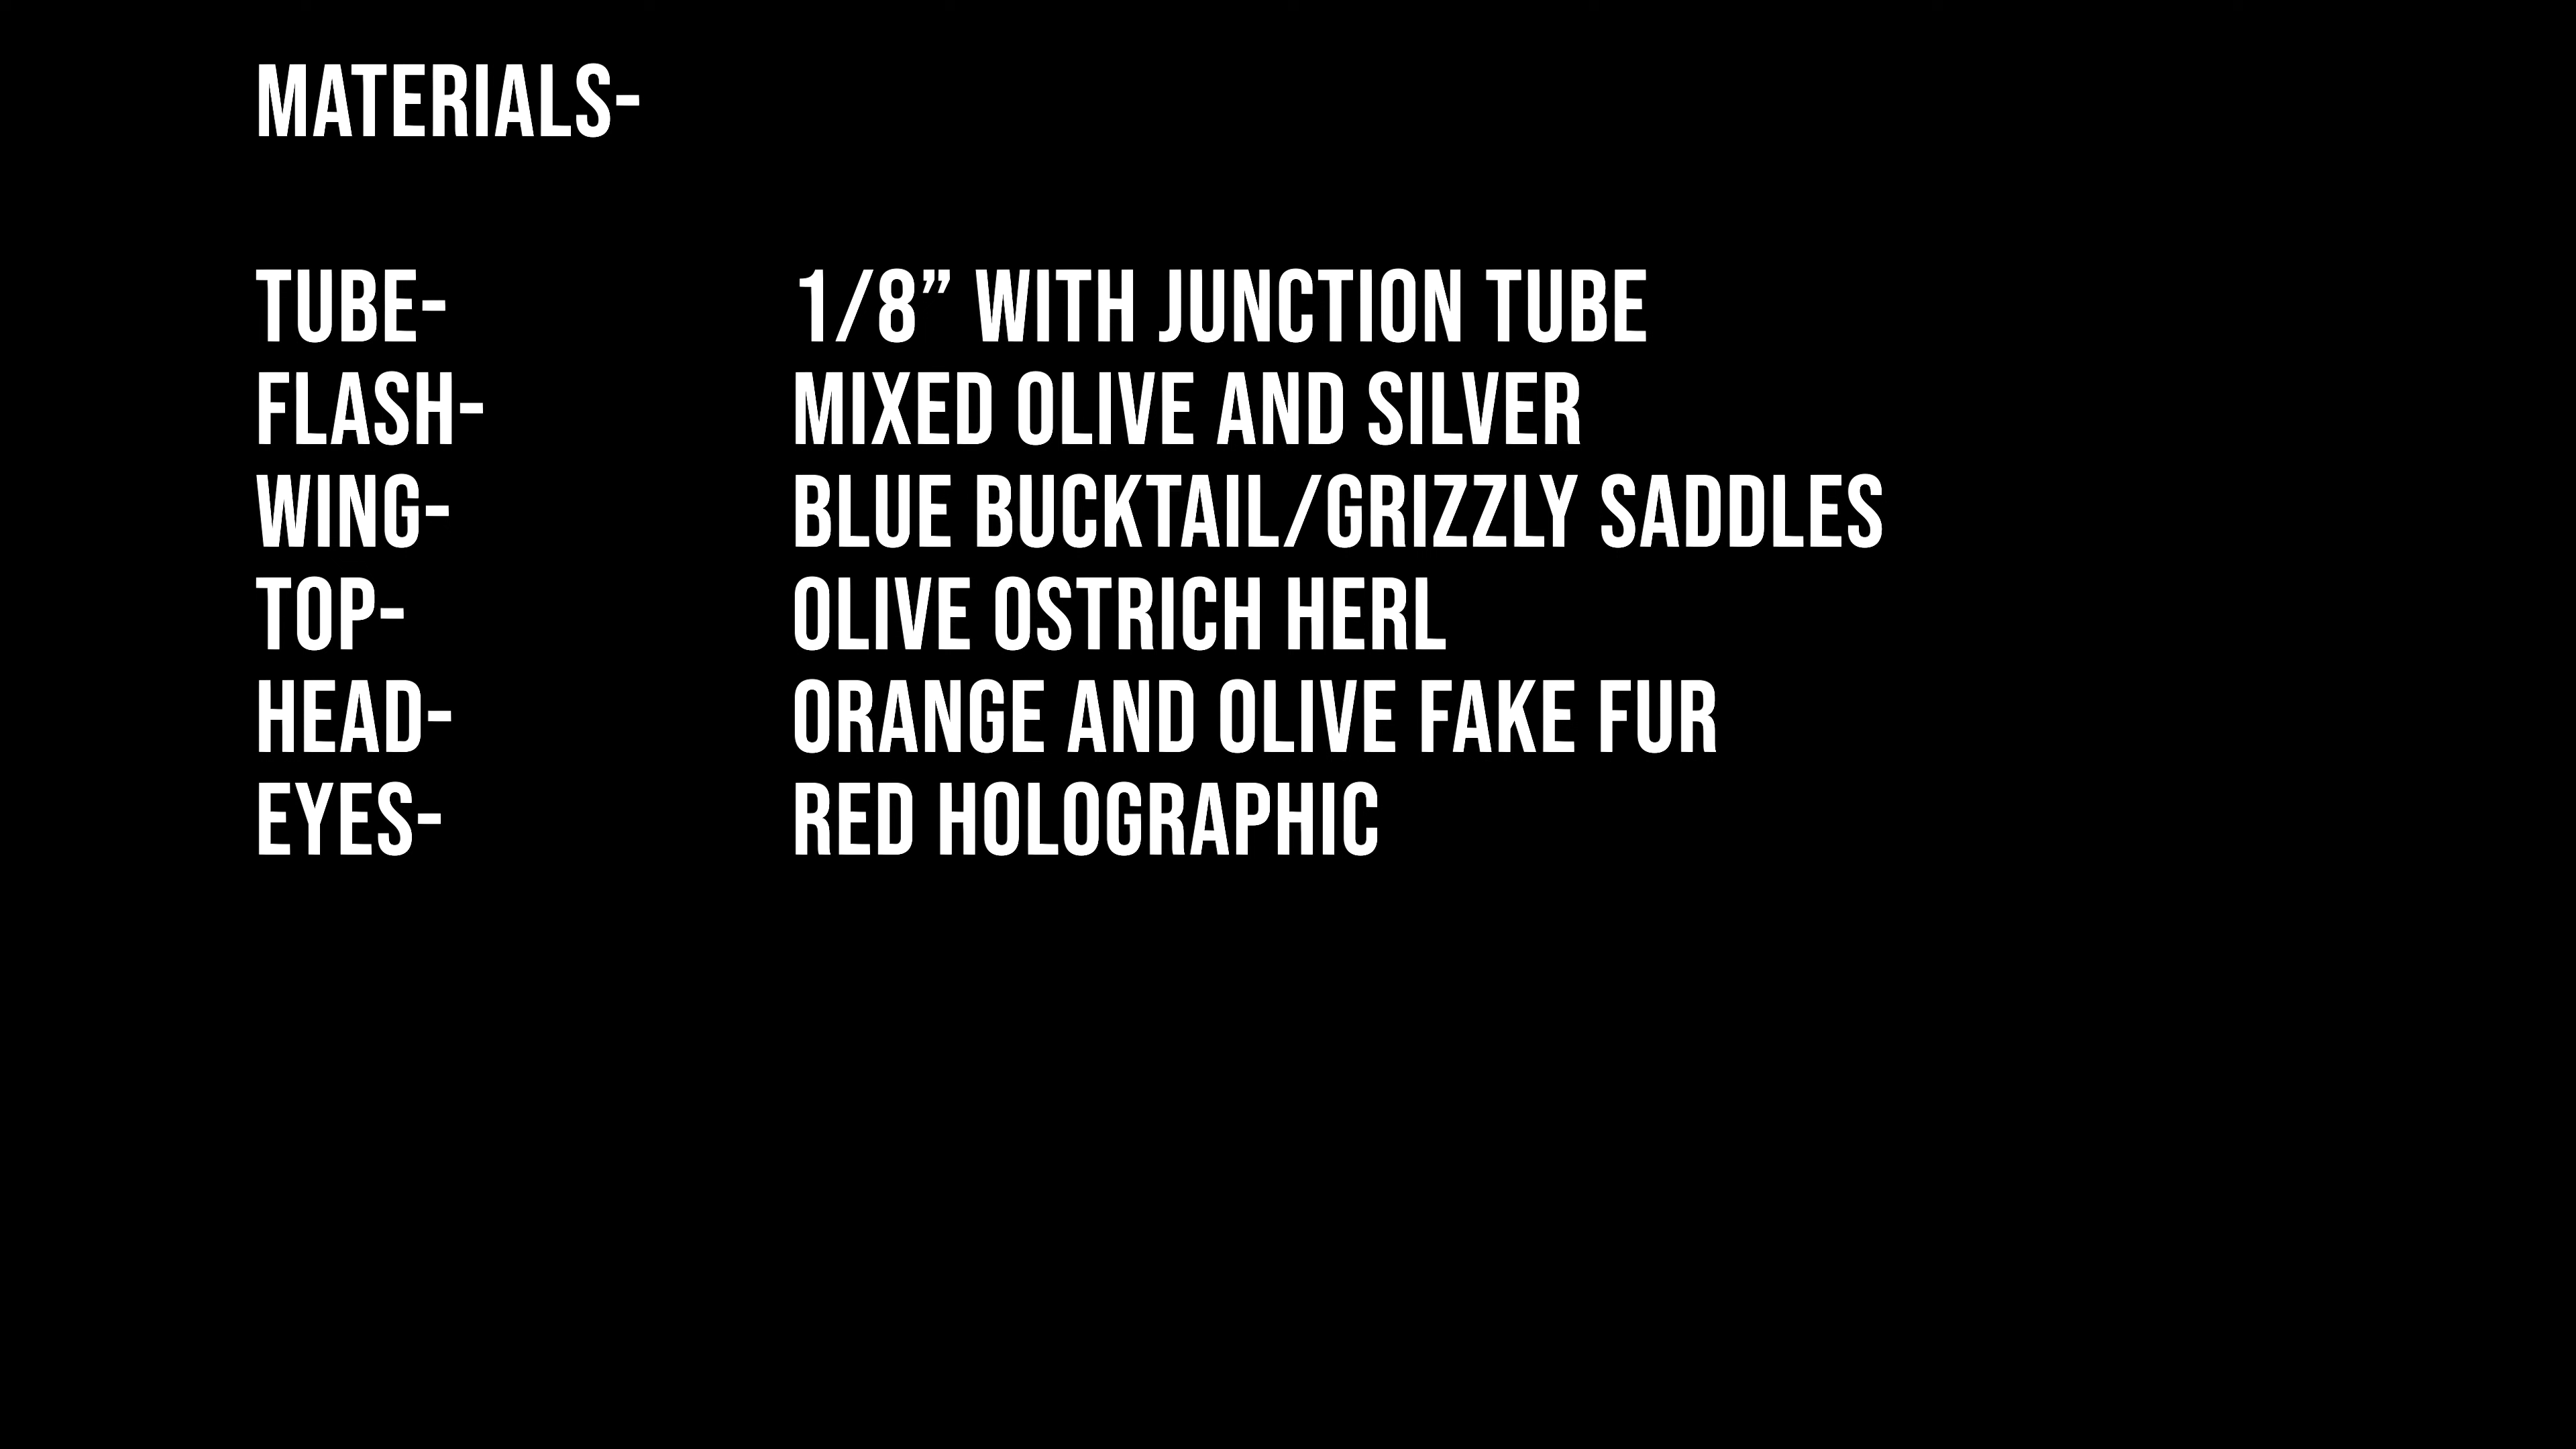 MATERIALS-
TUBE- 1/8” WITH JUNCTION TUBE
FLASH- MIXED OLIVE AND SILVER
WING- BLUE BUCKTAIL/GRIZZLY SADDLES
TOP- OLIVE OSTRICH HERL
HEAD- ORANGE AND OLIVE FAKE FUR
EYES- RED HOLOGRAPHIC